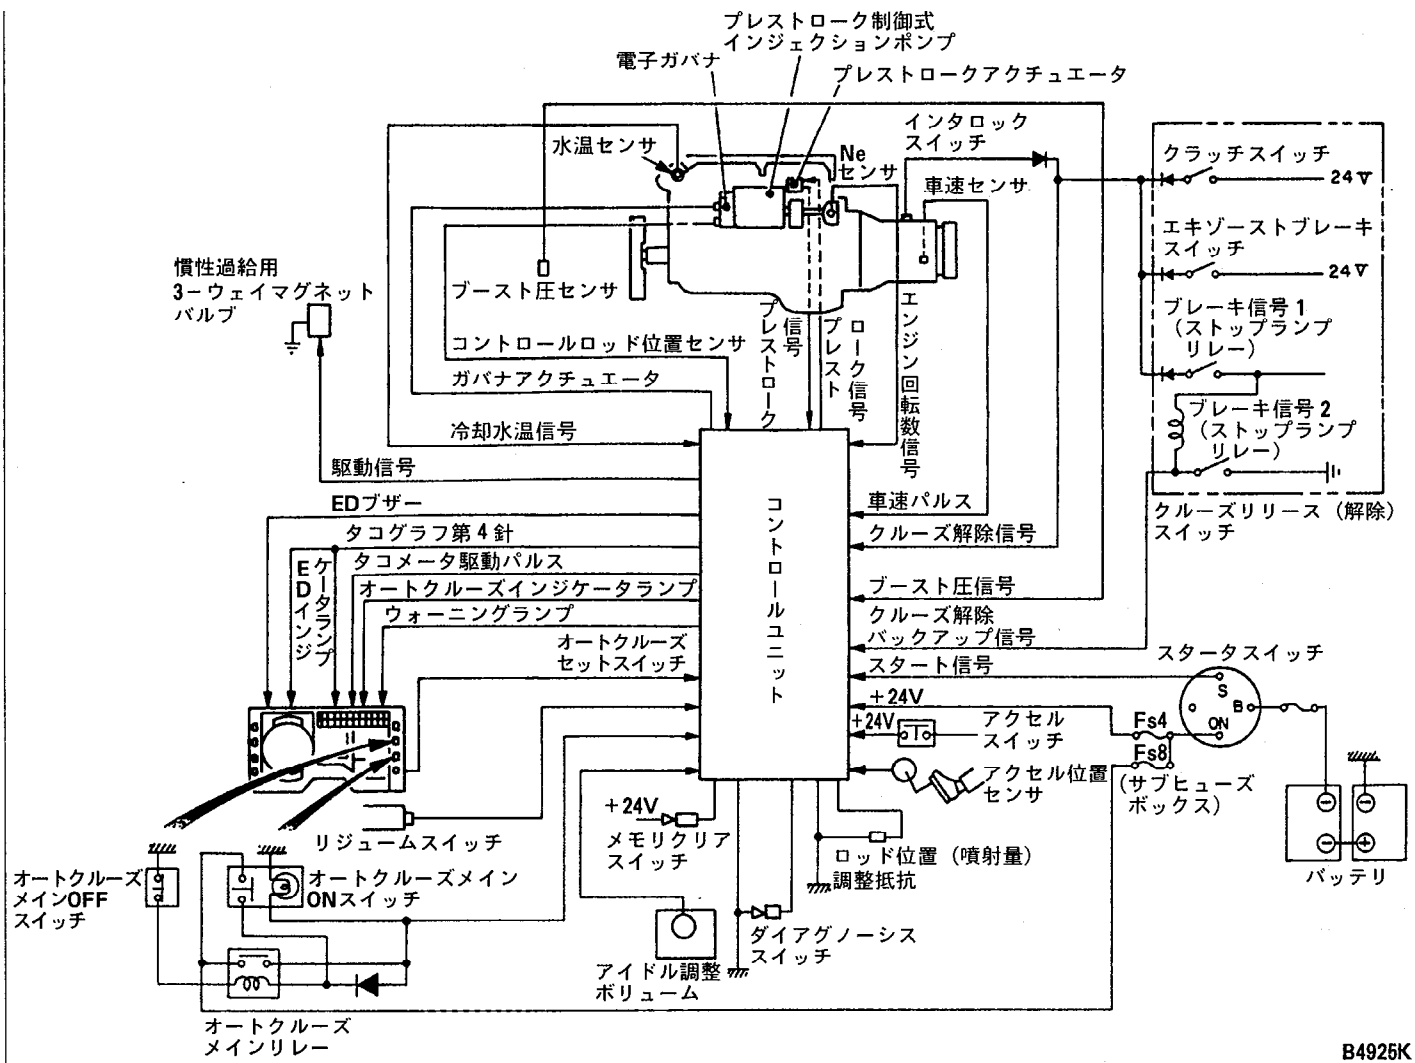 プレストローク制御式
インジェクションポンプ
電子ガバナ
プレストロークアクチュエータ
水温センサ
Ne
センサ
インタロック
スイッチ
車速センサ
クラッチスイッチ
24V
エキゾーストブレーキ
スイッチ
24V
ブレーキ信号1
(ストップランプ
リレー)
ブレーキ信号2
(ストップランプ
リレー)
クルーズリリース(解除)
スイッチ
慣性過給用
3-ウェイマグネット
バルブ
ブースト圧センサ
コントロールロッド位置センサ
ガバナアクチュエータ
プレストローク
信号
プレスト
ローク信号
エンジン回転数信号
冷却水温信号
駆動信号
EDブザー
タコグラフ第4針
EDインジ
ケータランプ
タコメータ駆動パルス
オートクルーズインジケータランプ
ウォーニングランプ
オートクルーズ
セットスイッチ
コントロールユニット
車速パルス
クルーズ解除信号
ブースト圧信号
クルーズ解除
バックアップ信号
スタート信号
+24V
+24V
アクセル
スイッチ
アクセル位置
センサ
スタータスイッチ
S
B
ON
Fs4
Fs8
(サブヒューズ
ボックス)
バッテリ
リジュームスイッチ
+24V
メモリクリア
スイッチ
ロッド位置(噴射量)
調整抵抗
ダイアグノーシス
スイッチ
アイドル調整
ボリューム
オートクルーズ
メインOFF
スイッチ
オートクルーズメイン
ONスイッチ
オートクルーズ
メインリレー
B4925K